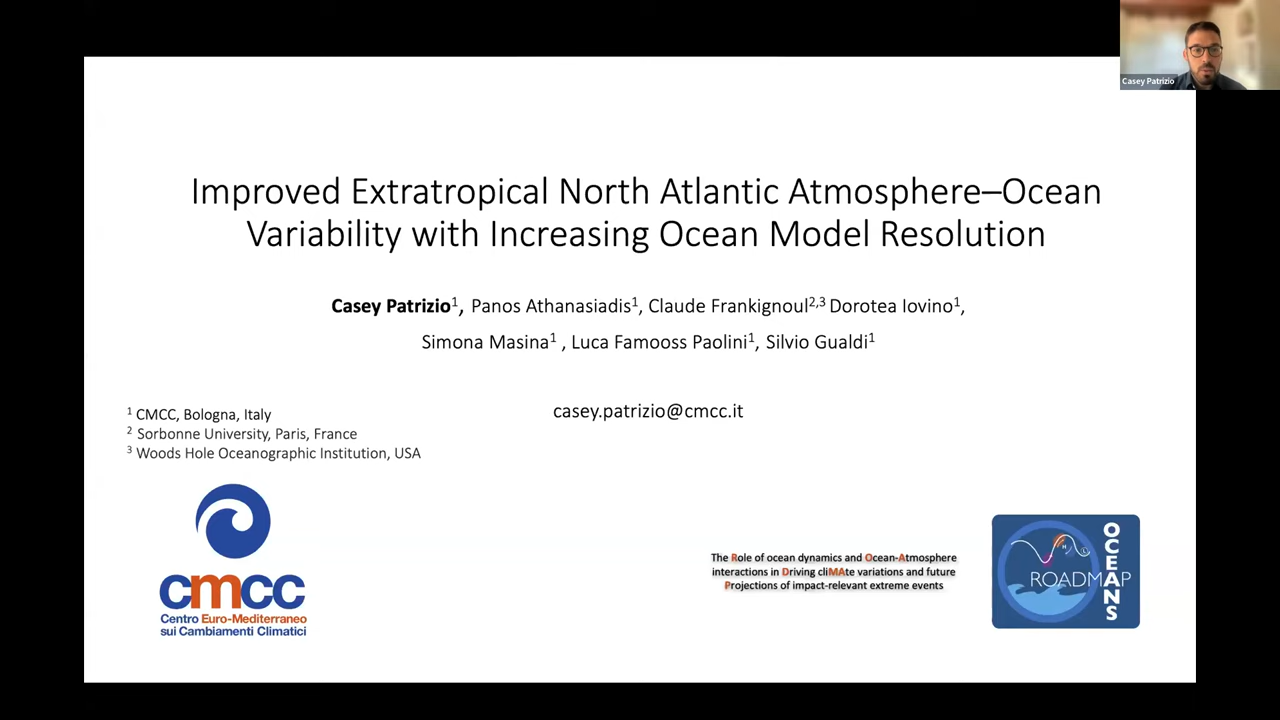 Casey Patrizio
Improved Extratropical North Atlantic Atmosphere–Ocean
Variability with Increasing Ocean Model Resolution
Casey Patrizio¹, Panos Athanasiadis¹, Claude Frankignoul²,³ Dorotea Iovino¹,
Simona Masina¹ , Luca Famooss Paolini¹, Silvio Gualdi¹
casey.patrizio@cmcc.it
¹ CMCC, Bologna, Italy
² Sorbonne University, Paris, France
³ Woods Hole Oceanographic Institution, USA
cmcc
Centro Euro-Mediterraneo
sui Cambiamenti Climatici
The Role of ocean dynamics and Ocean-Atmosphere
interactions in Driving cliMAte variations and future
Projections of impact-relevant extreme events
ROADMAP
OCEANS